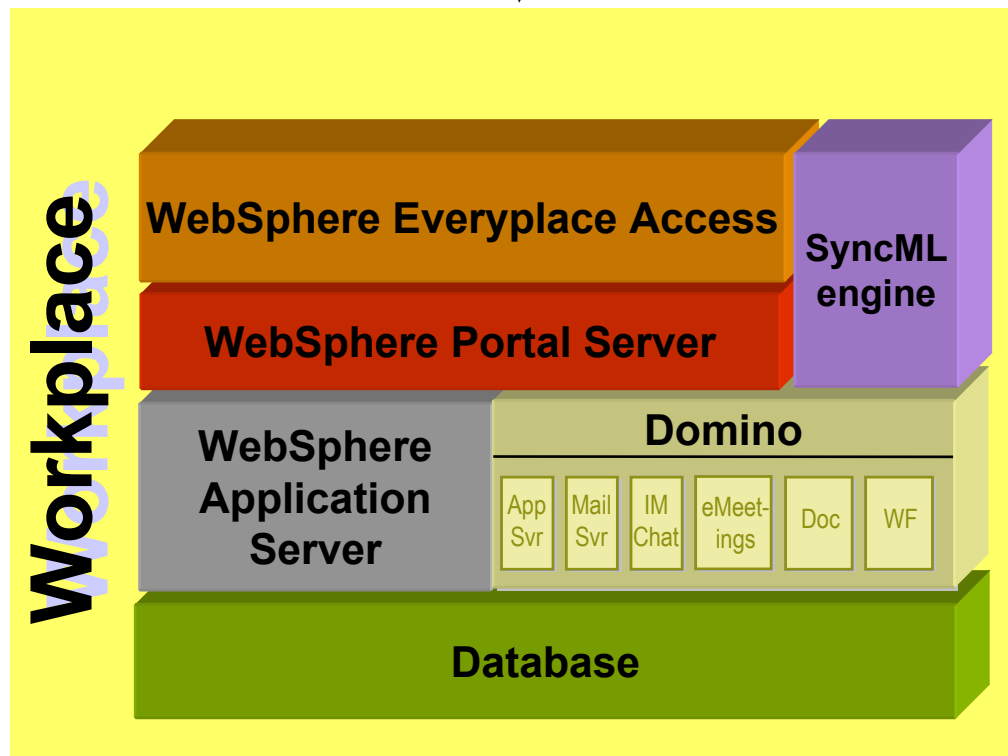 Workplace
WebSphere Everyplace Access
SyncML
engine
WebSphere Portal Server
WebSphere
Application
Server
Domino
App
Svr
Mail
Svr
IM
Chat
eMeet-
ings
Doc
WF
Database